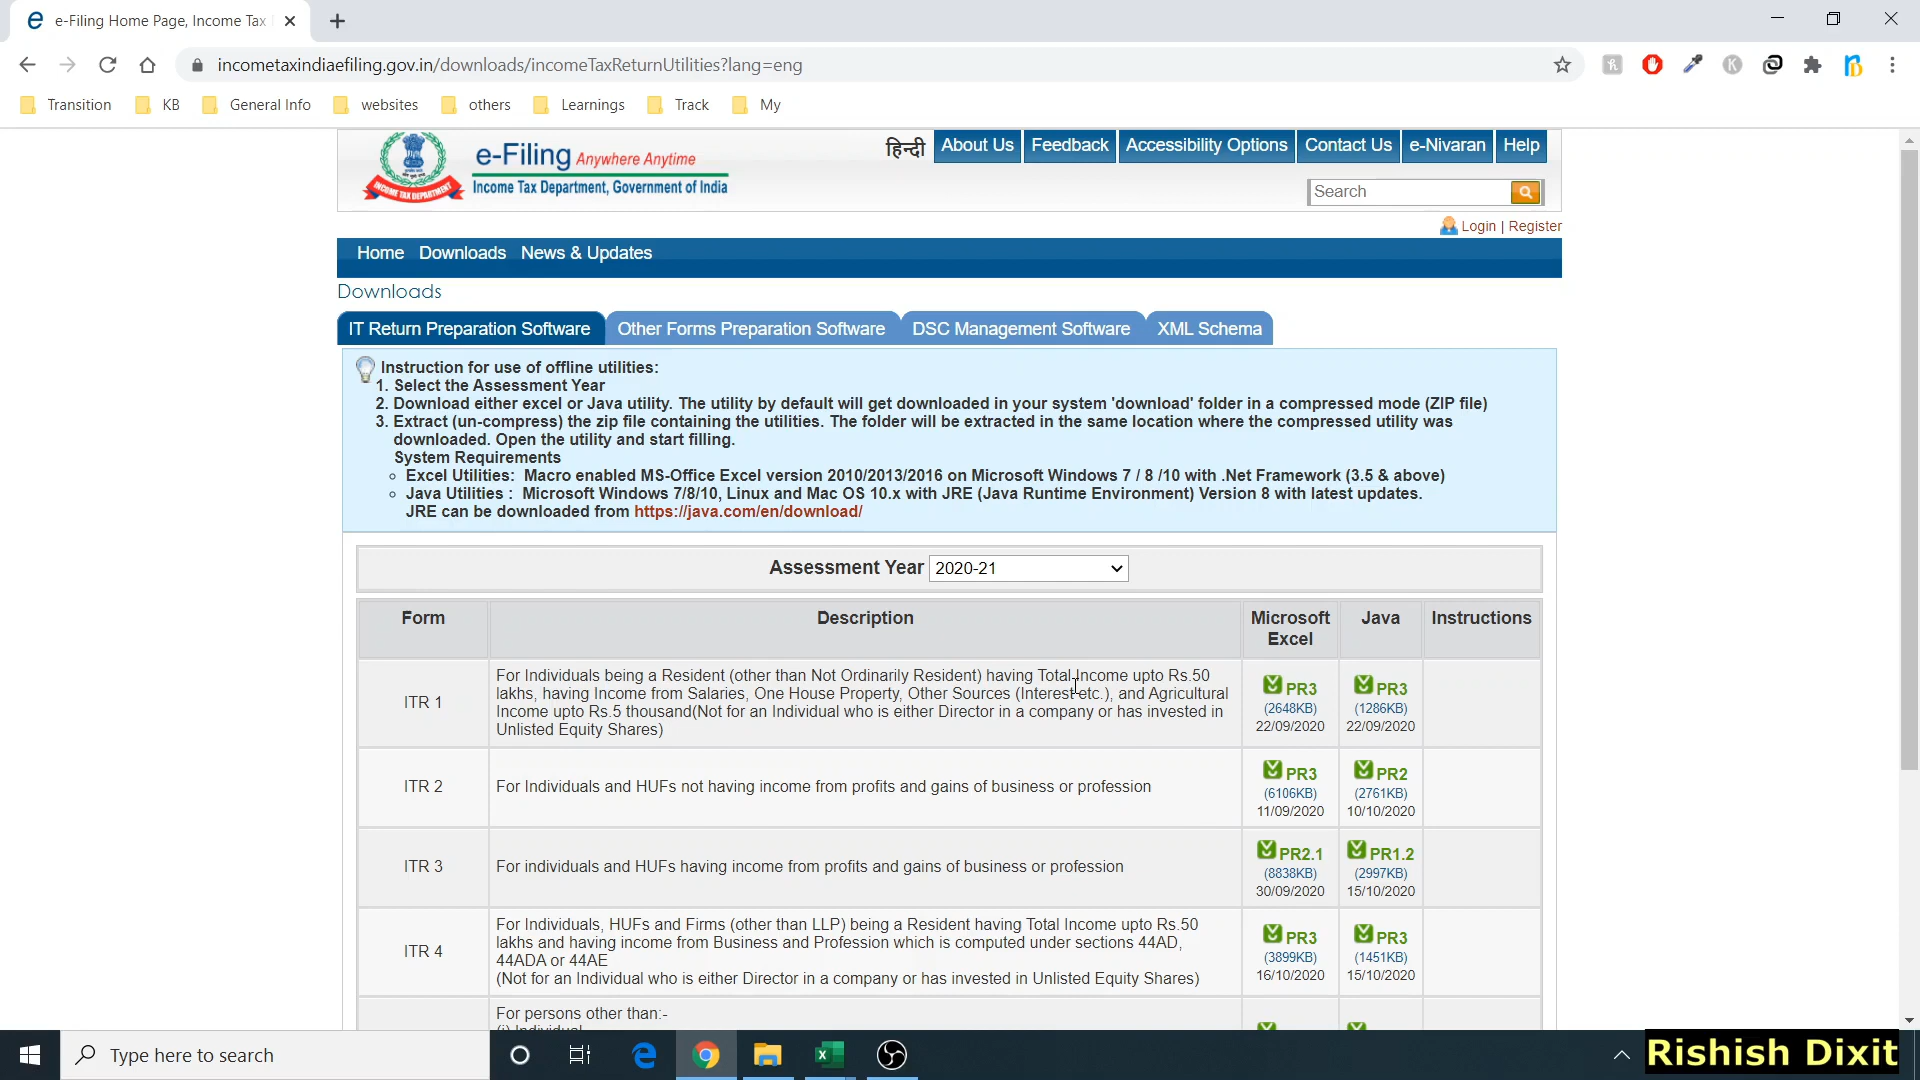 e-Filing Home Page, Income Tax
incometaxindiaefiling.gov.in/downloads/incomeTaxReturnUtilities?lang=eng
Transition KB General Info websites others Learnings Track My
e-Filing Anywhere Anytime
Income Tax Department, Government of India
INCOME TAX DEPARTMENT
हिन्दी About Us Feedback Accessibility Options Contact Us e-Nivaran Help
Search
Login | Register
Home Downloads News & Updates
Downloads
IT Return Preparation Software Other Forms Preparation Software DSC Management Software XML Schema
Instruction for use of offline utilities:
1. Select the Assessment Year
2. Download either excel or Java utility. The utility by default will get downloaded in your system 'download' folder in a compressed mode (ZIP file)
3. Extract (un-compress) the zip file containing the utilities. The folder will be extracted in the same location where the compressed utility was
downloaded. Open the utility and start filling.
System Requirements
Excel Utilities: Macro enabled MS-Office Excel version 2010/2013/2016 on Microsoft Windows 7 / 8 /10 with .Net Framework (3.5 & above)
Java Utilities : Microsoft Windows 7/8/10, Linux and Mac OS 10.x with JRE (Java Runtime Environment) Version 8 with latest updates.
JRE can be downloaded from https://java.com/en/download/
Assessment Year 2020-21
Form Description Microsoft Excel Java Instructions
ITR 1
For Individuals being a Resident (other than Not Ordinarily Resident) having Total Income upto Rs.50
lakhs, having Income from Salaries, One House Property, Other Sources (Interest etc.), and Agricultural
Income upto Rs.5 thousand(Not for an Individual who is either Director in a company or has invested in
Unlisted Equity Shares)
PR3 PR3
(2648KB) (1286KB)
22/09/2020 22/09/2020
ITR 2
For Individuals and HUFs not having income from profits and gains of business or profession
PR3 PR2
(6106KB) (2761KB)
11/09/2020 10/10/2020
ITR 3
For individuals and HUFs having income from profits and gains of business or profession
PR2.1 PR1.2
(8838KB) (2997KB)
30/09/2020 15/10/2020
ITR 4
For Individuals, HUFs and Firms (other than LLP) being a Resident having Total Income upto Rs.50
lakhs and having income from Business and Profession which is computed under sections 44AD,
44ADA or 44AE
(Not for an Individual who is either Director in a company or has invested in Unlisted Equity Shares)
PR3 PR3
(3899KB) (1451KB)
16/10/2020 15/10/2020
For persons other than:-
(i) Individual
Type here to search
Rishish Dixit